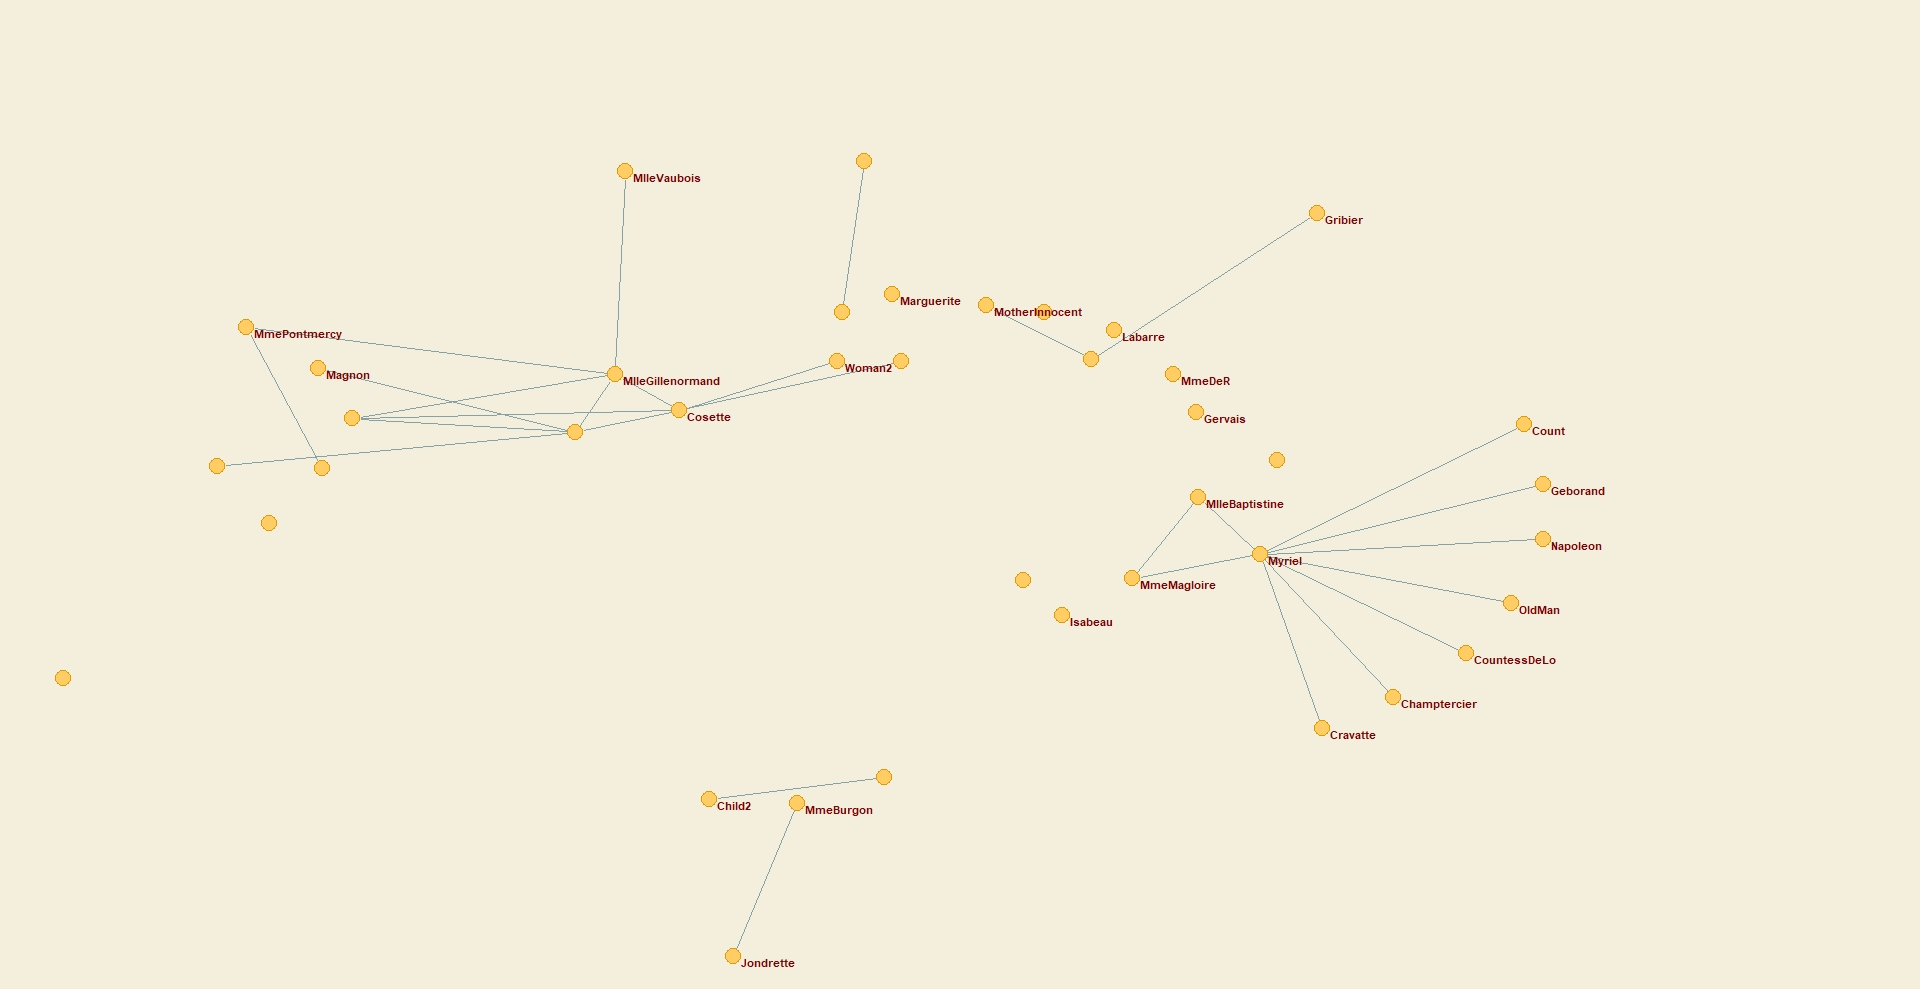 MlleVaubois
Gribier
Marguerite
MotherInnocent
MmePontmercy
Labarre
Woman2
Magnon
MlleGillenormand
MmeDeR
Cosette
Gervais
Count
Geborand
MlleBaptistine
Napoleon
Myriel
MmeMagloire
OldMan
Isabeau
CountessDeLo
Champtercier
Cravatte
Child2
MmeBurgon
Jondrette